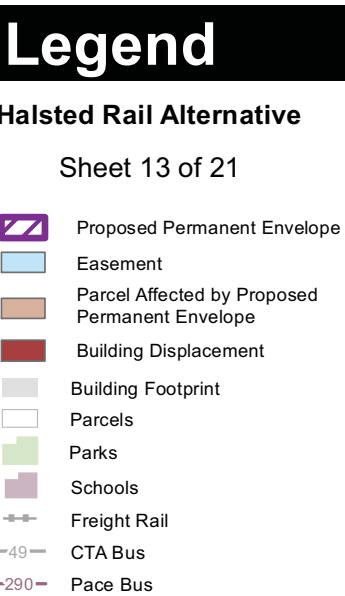 Legend
Halsted Rail Alternative
Sheet 13 of 21
Proposed Permanent Envelope
Easement
Parcel Affected by Proposed
Permanent Envelope
Building Displacement
Building Footprint
Parcels
Parks
Schools
Freight Rail
49 CTA Bus
290 Pace Bus